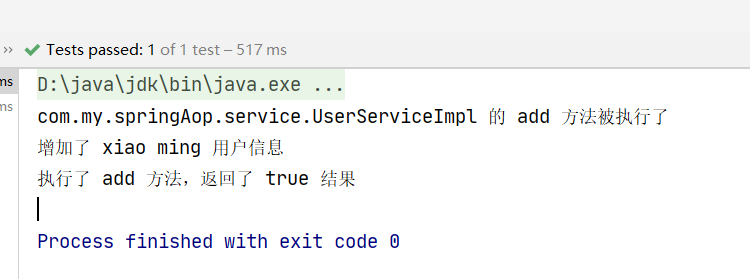 ›› Tests passed: 1 of 1 test – 517 ms
ms
D:\java\jdk\bin\java.exe ...
com.my.springAop.service.UserServiceImpl 的 add 方法被执行了
ms
增加了 xiao ming 用户信息
执行了 add 方法，返回了 true 结果
Process finished with exit code 0